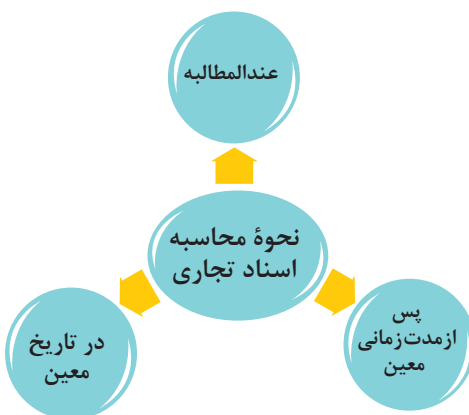 عندالمطالبه
نحوهٔ محاسبه
اسناد تجاری
پس
ازمدت‌زمانی
معین
در تاریخ
معین